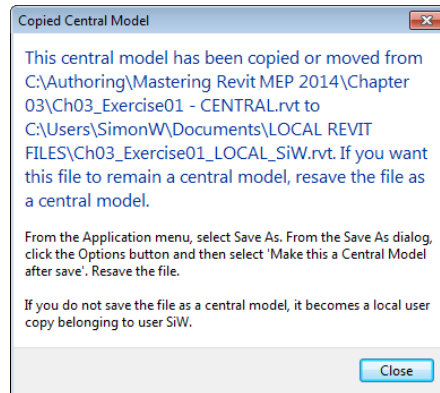 Copied Central Model
This central model has been copied or moved from
C:\Authoring\Mastering Revit MEP 2014\Chapter
03\Ch03_Exercise01 - CENTRAL.rvt to
C:\Users\SimonW\Documents\LOCAL REVIT
FILES\Ch03_Exercise01_LOCAL_SiW.rvt. If you want
this file to remain a central model, resave the file as
a central model.
From the Application menu, select Save As. From the Save As dialog,
click the Options button and then select 'Make this a Central Model
after save'. Resave the file.
If you do not save the file as a central model, it becomes a local user
copy belonging to user SiW.
Close